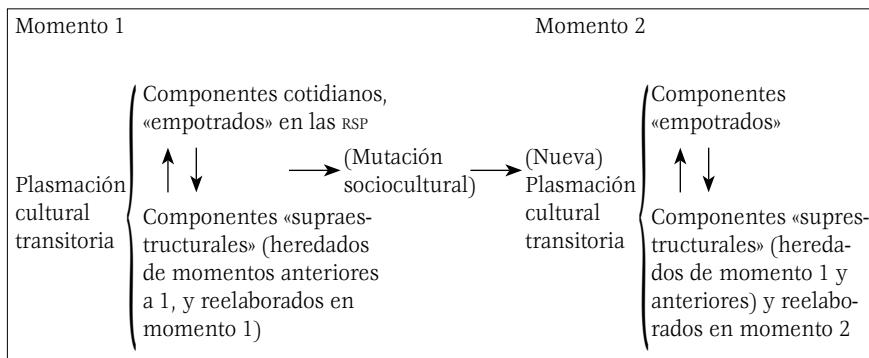 Momento 1
Momento 2
Plasmación
cultural
transitoria
Componentes cotidianos,
«empotrados» en las RSP
Componentes «supraes-
tructurales» (heredados
de momentos anteriores
a 1, y reelaborados en
momento 1)
(Mutación
sociocultural)
(Nueva)
Plasmación
cultural
transitoria
Componentes
«empotrados»
Componentes «supres-
tructurales» (hereda-
dos de momento 1 y
anteriores) y reelabo-
rados en momento 2